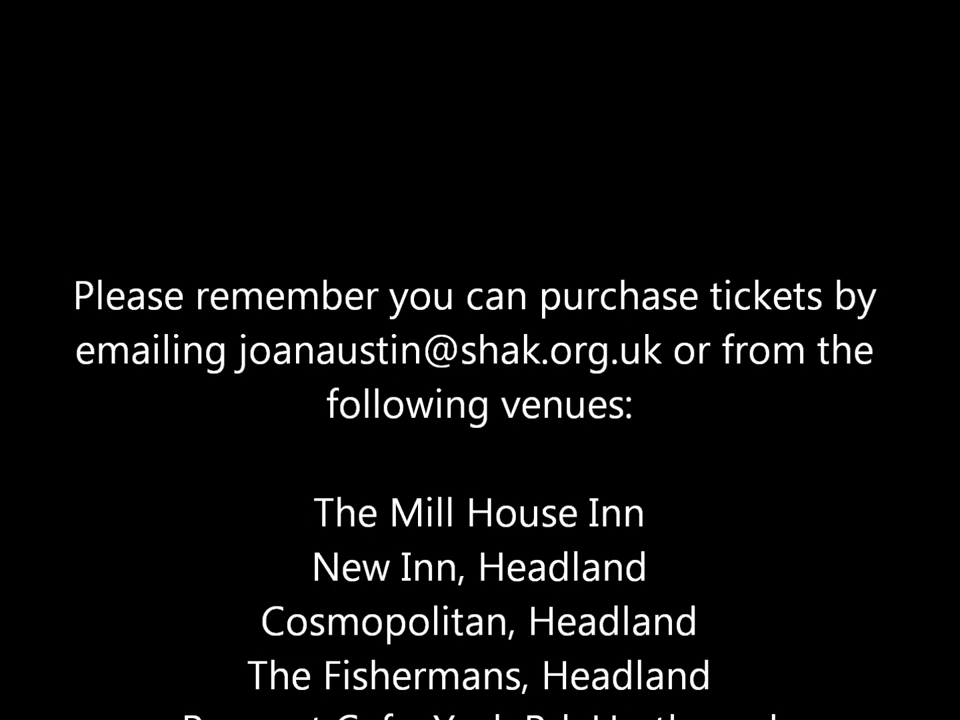 Please remember you can purchase tickets by
emailing joanaustin@shak.org.uk or from the
following venues:
The Mill House Inn
New Inn, Headland
Cosmopolitan, Headland
The Fishermans, Headland